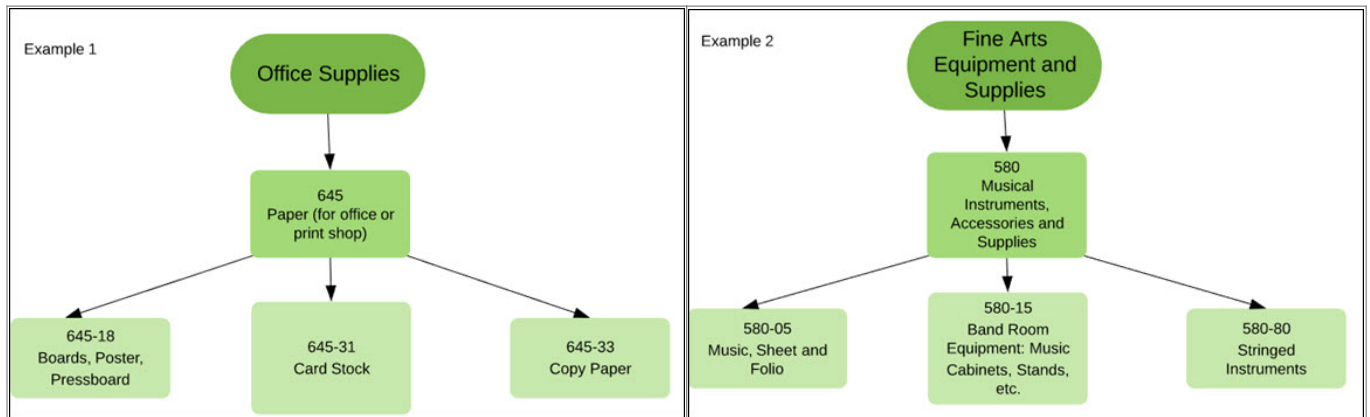 Example 1
Office Supplies
645
Paper (for office or
print shop)
645-18
Boards, Poster,
Pressboard
645-31
Card Stock
645-33
Copy Paper
Example 2
Fine Arts
Equipment and
Supplies
580
Musical
Instruments,
Accessories and
Supplies
580-05
Music, Sheet and
Folio
580-15
Band Room
Equipment: Music
Cabinets, Stands,
etc.
580-80
Stringed
Instruments